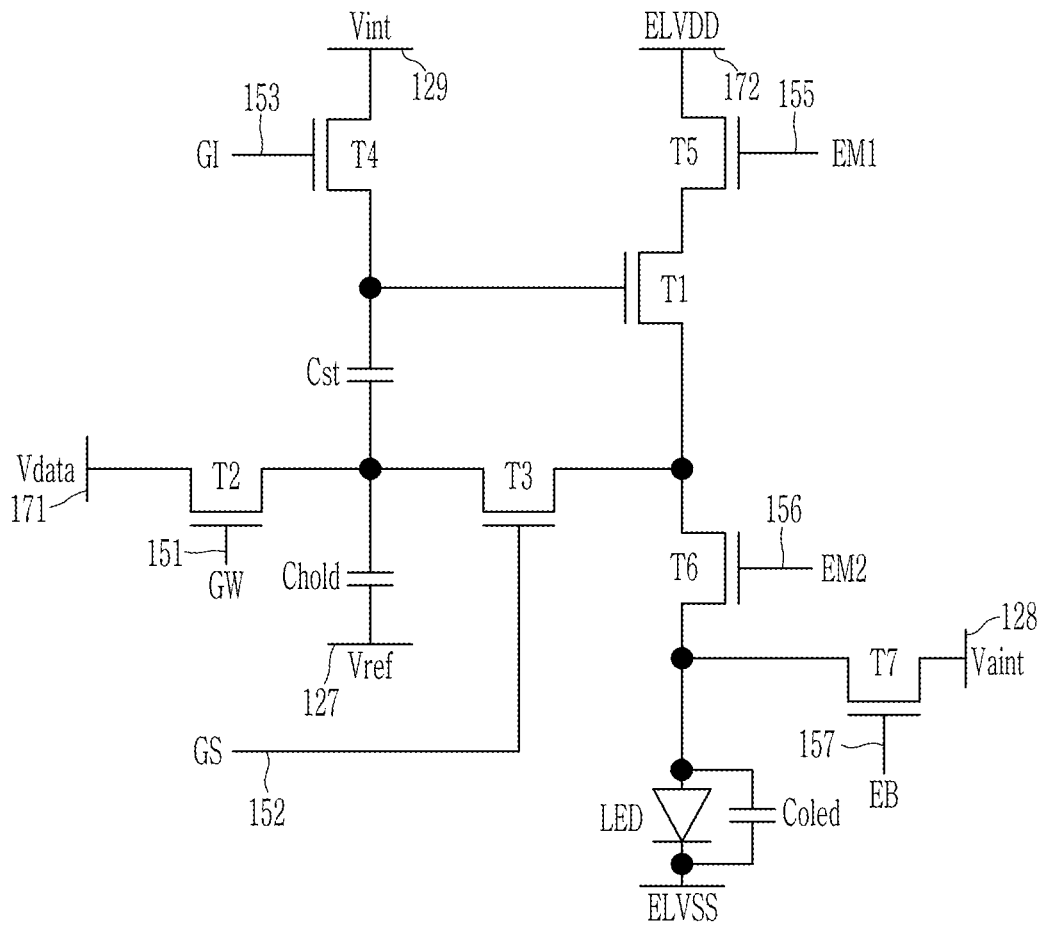 Vint
ELVDD
129
172
153
155
GI
T4
T5
EM1
T1
Cst
Vdata
T2
T3
171
151
156
GW
Chold
T6
EM2
128
Vref
T7
Vaint
127
GS
157
152
EB
LED
Coled
ELVSS